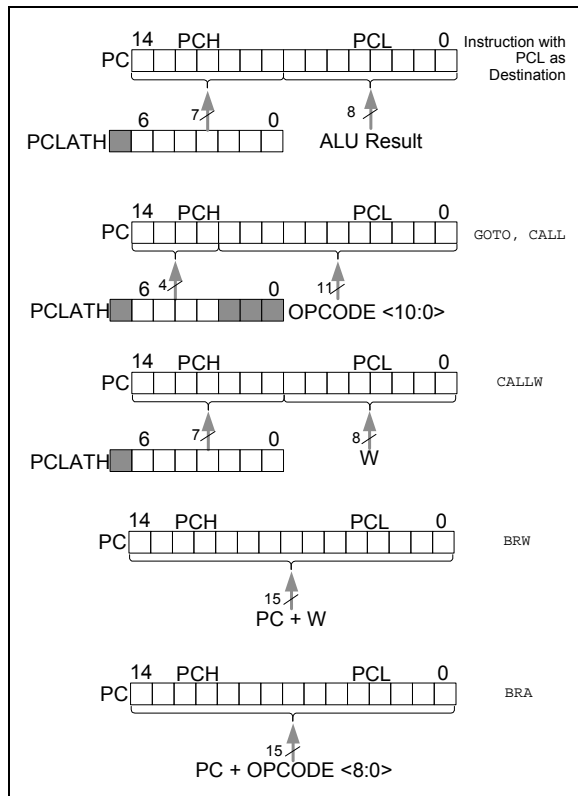 14 PCH PCL 0
PC
Instruction with
PCL as
Destination
7 8
6 0
PCLATH
ALU Result
14 PCH PCL 0
PC
GOTO, CALL
4 11
6 0
PCLATH
OPCODE <10:0>
14 PCH PCL 0
PC
CALLW
7 8
6 0
W
PCLATH
14 PCH PCL 0
PC
BRW
15
PC + W
14 PCH PCL 0
PC
BRA
15
PC + OPCODE <8:0>